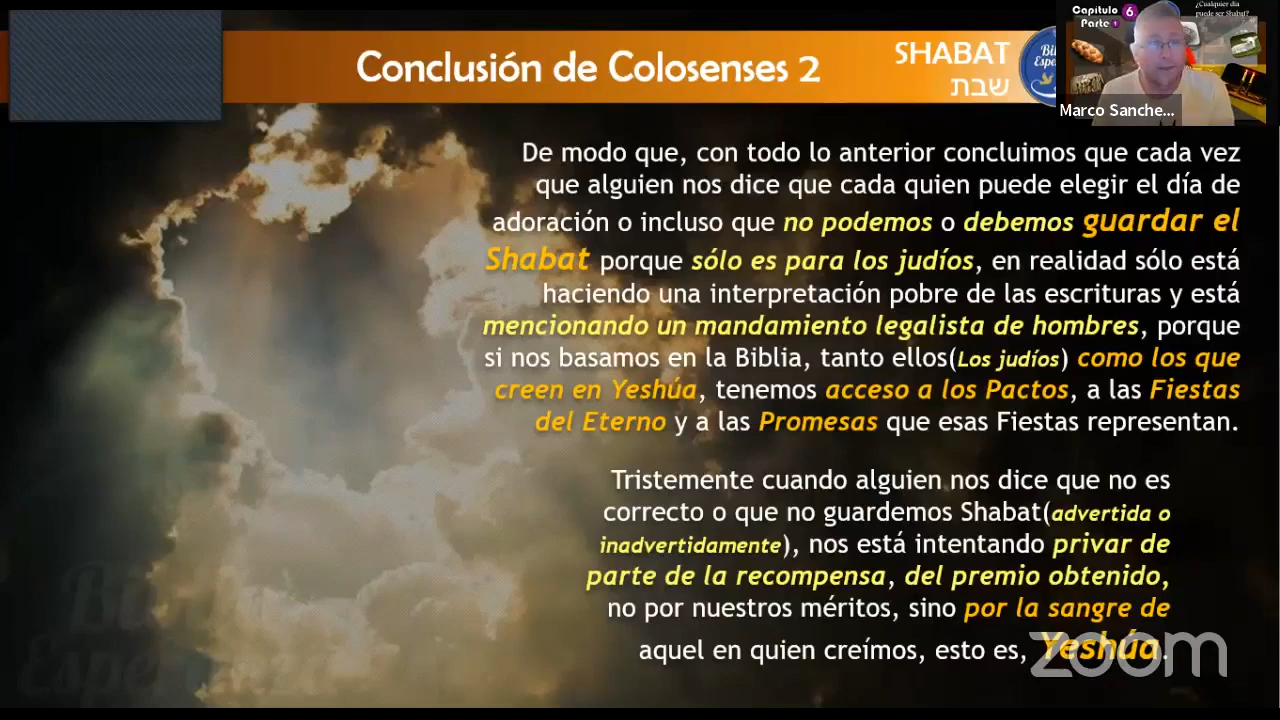 Conclusión de Colosenses 2
SHABAT
שבת
Capitulo 6
Parte 1
¿Cualquier día
puede ser Shabat?
Marco Sanche...
De modo que, con todo lo anterior concluimos que cada vez
que alguien nos dice que cada quien puede elegir el día de
adoración o incluso que no podemos o debemos guardar el
Shabat porque sólo es para los judíos, en realidad sólo está
haciendo una interpretación pobre de las escrituras y está
mencionando un mandamiento legalista de hombres, porque
si nos basamos en la Biblia, tanto ellos(Los judíos) como los que
creen en Yeshúa, tenemos acceso a los Pactos, a las Fiestas
del Eterno y a las Promesas que esas Fiestas representan.
Tristemente cuando alguien nos dice que no es
correcto o que no guardemos Shabat(advertida o
inadvertidamente), nos está intentando privar de
parte de la recompensa, del premio obtenido,
no por nuestros méritos, sino por la sangre de
aquel en quien creímos, esto es, Yeshúa.
zoom